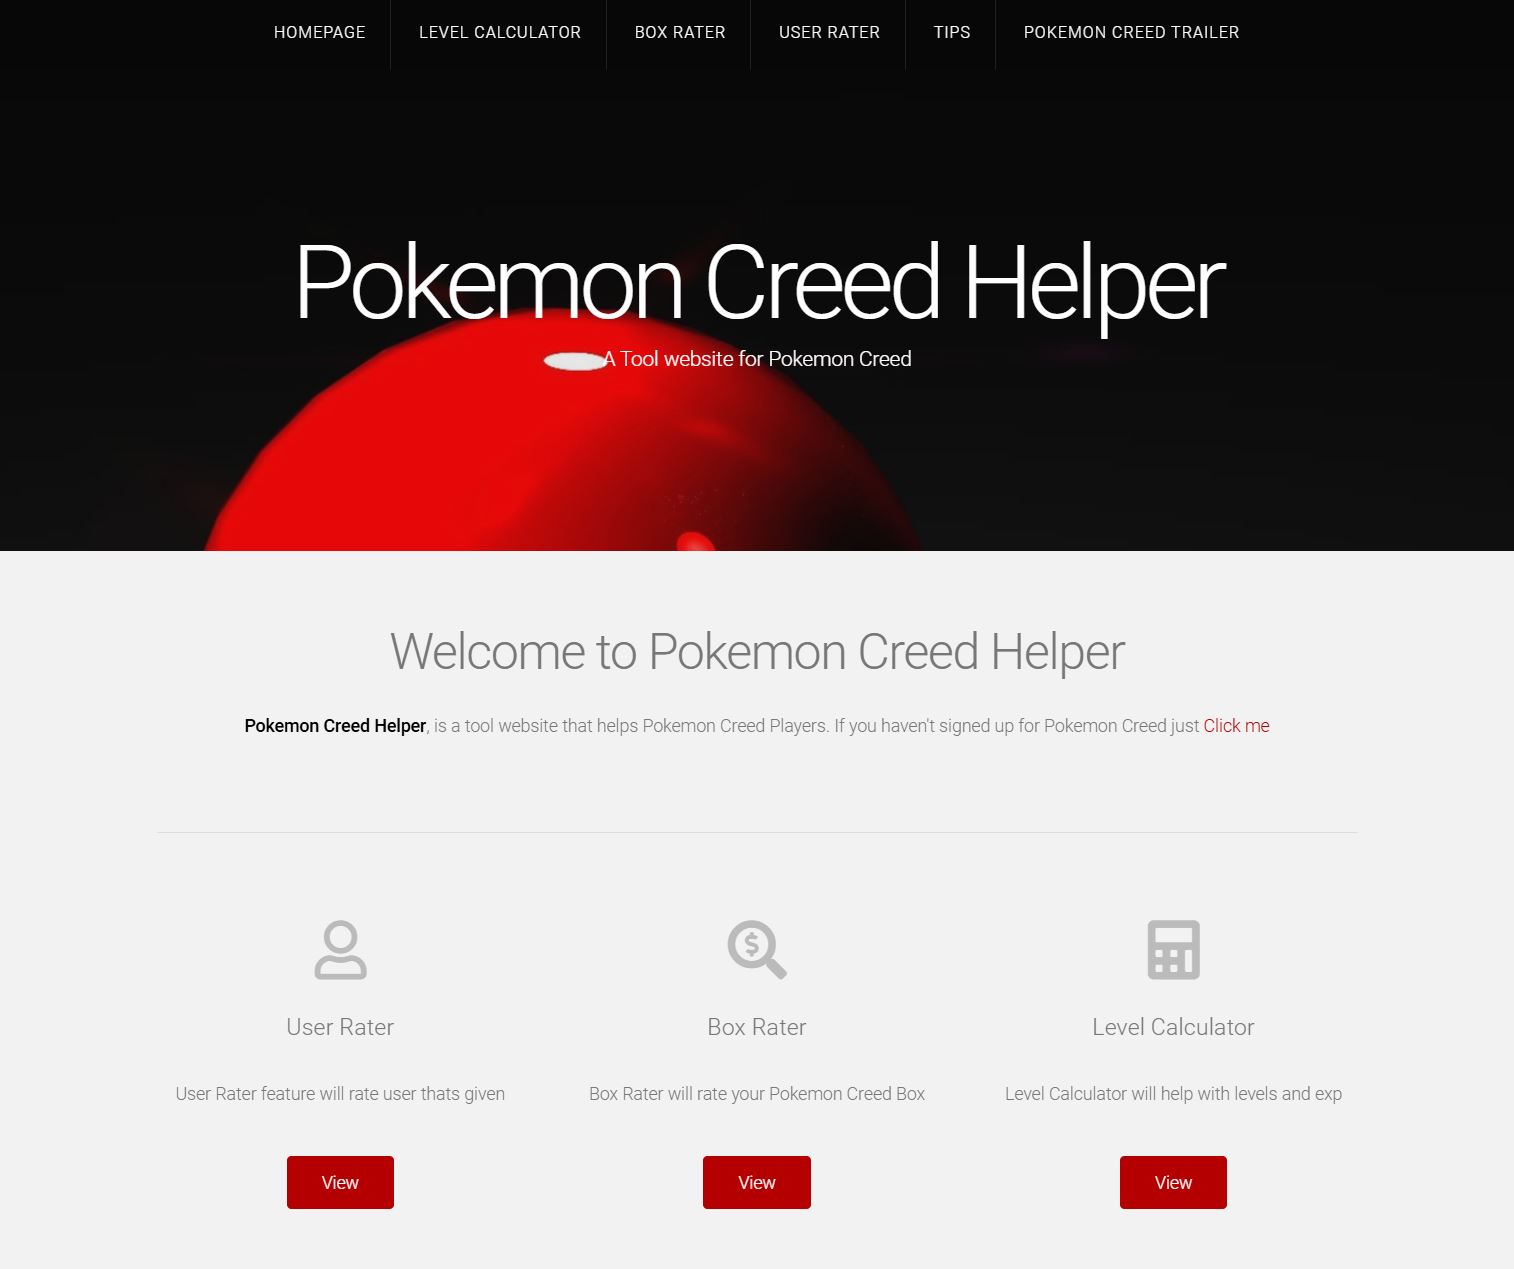 HOMEPAGE LEVEL CALCULATOR BOX RATER USER RATER TIPS POKEMON CREED TRAILER
Pokemon Creed Helper
A Tool website for Pokemon Creed
Welcome to Pokemon Creed Helper
Pokemon Creed Helper, is a tool website that helps Pokemon Creed Players. If you haven't signed up for Pokemon Creed just Click me
User Rater
User Rater feature will rate user thats given
View
Box Rater
Box Rater will rate your Pokemon Creed Box
View
Level Calculator
Level Calculator will help with levels and exp
View